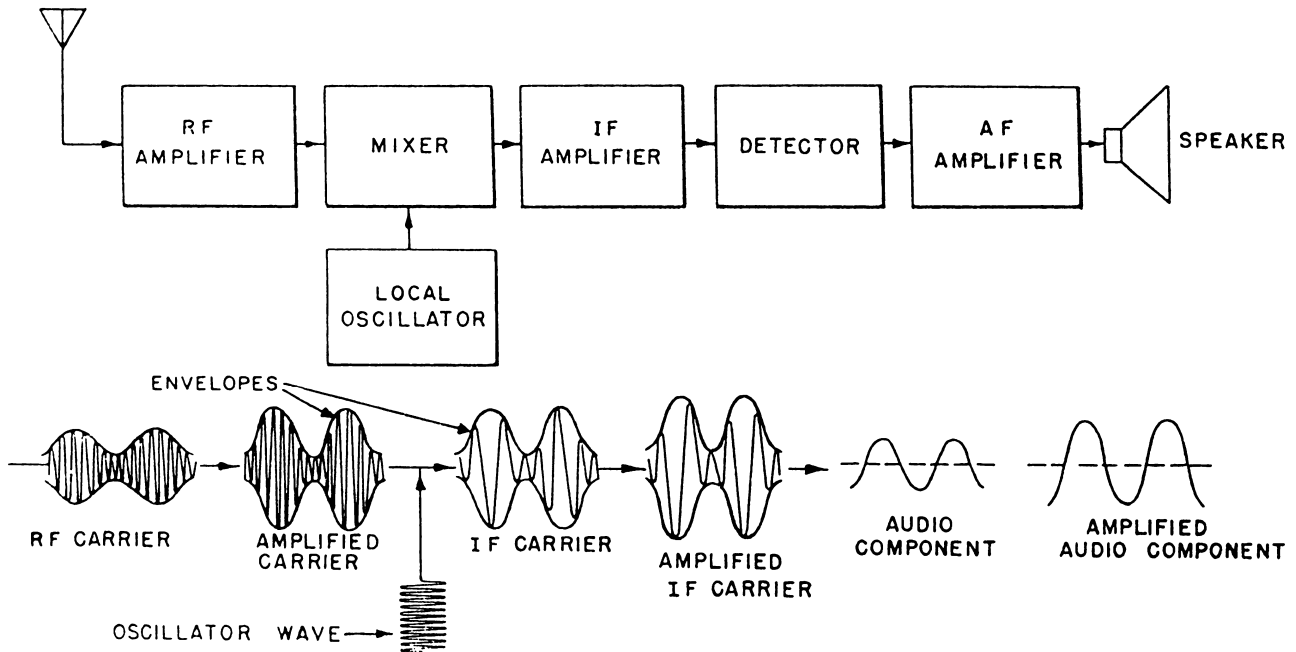 RF
AMPLIFIER
MIXER
IF
AMPLIFIER
DETECTOR
AF
AMPLIFIER
SPEAKER
LOCAL
OSCILLATOR
ENVELOPES
RF CARRIER
AMPLIFIED
CARRIER
IF CARRIER
AMPLIFIED
IF CARRIER
AUDIO
COMPONENT
AMPLIFIED
AUDIO COMPONENT
OSCILLATOR WAVE